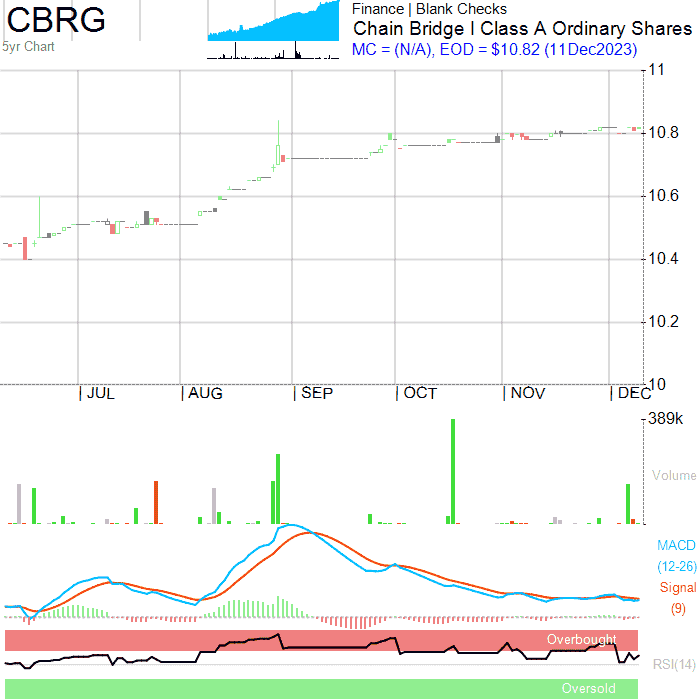 CBRG
5yr Chart
Finance | Blank Checks
Chain Bridge I Class A Ordinary Shares
MC = (N/A), EOD = $10.82 (11Dec2023)
11
10.8
10.6
10.4
10.2
10
| JUL | AUG | SEP | OCT | NOV | DEC
389k
Volume
MACD
(12-26)
Signal
(9)
Overbought
RSI(14)
Oversold